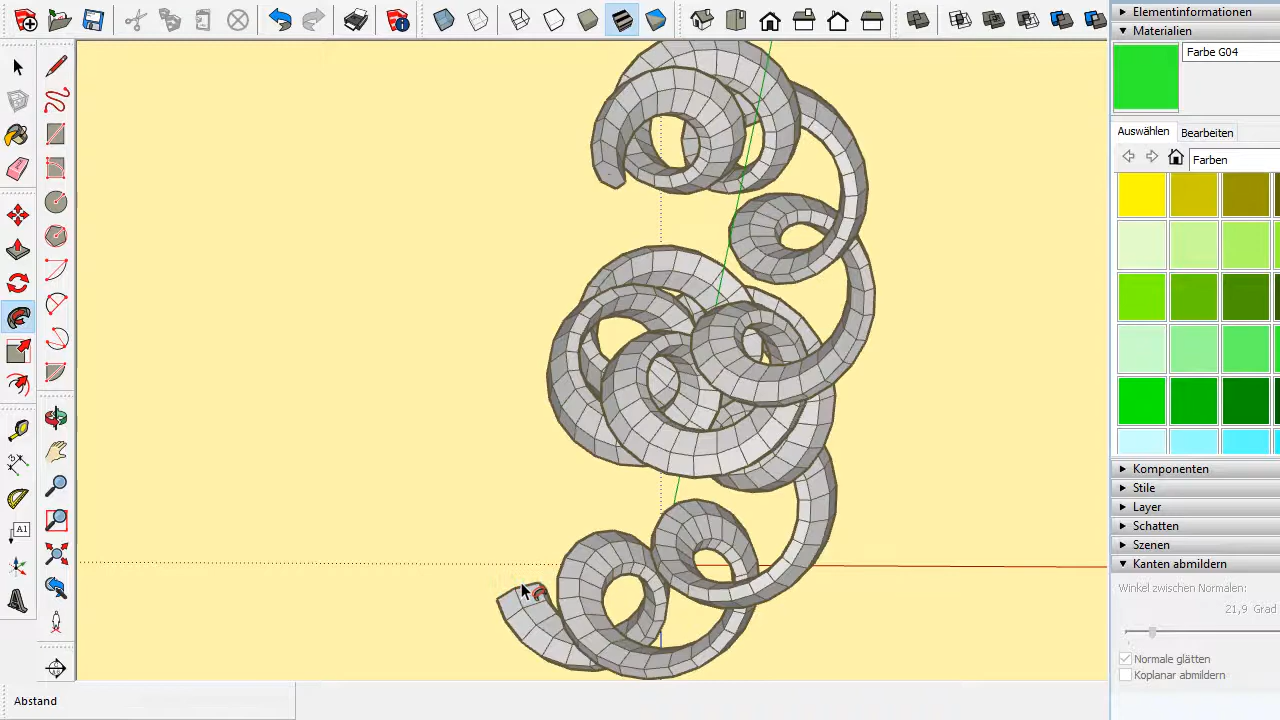 Elementinformationen
Materialien
Farbe G04
Auswählen Bearbeiten
Farben
A1
Komponenten
Stile
Layer
Schatten
Szenen
Kanten abmildern
Winkel zwischen Normalen:
21,9 Grad
Normale glätten
Koplanar abmildern
Abstand